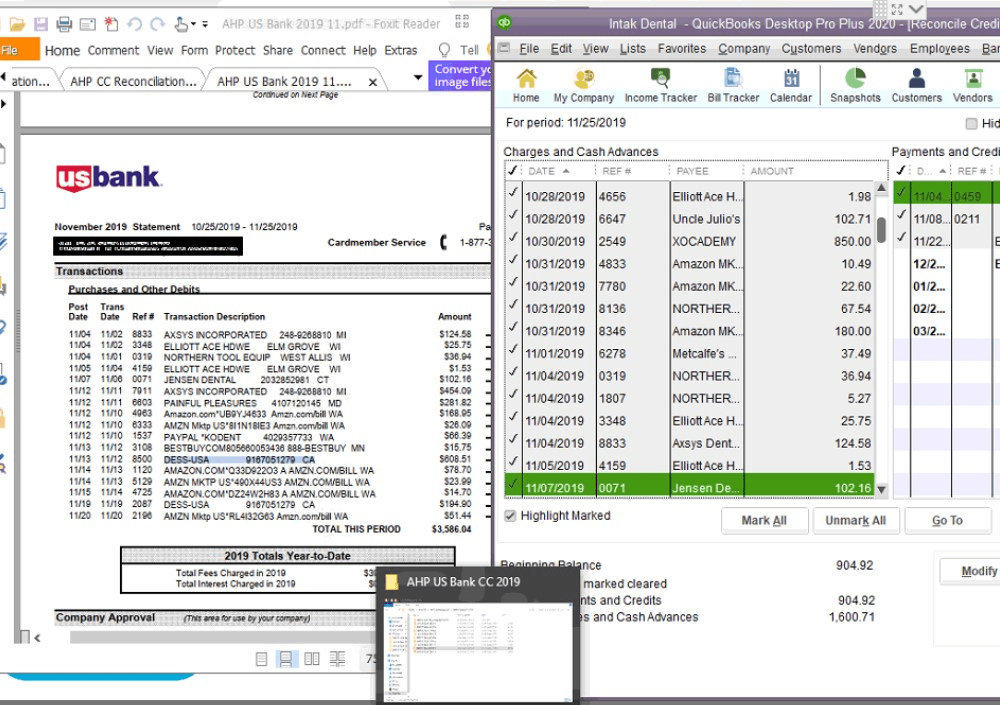 AHP US Bank 2019 11.pdf - Foxit Reader
File Home Comment View Form Protect Share Connect Help Extras Tell
ation... AHP CC Reconciliation... AHP US Bank 2019 11.... × Convert yo
image files
Continued on Next Page
usbank.
November 2019 Statement 10/25/2019 - 11/25/2019 Pa
Cardmember Service 1-877-3
Transactions
Purchases and Other Debits
Post Trans
Date Date Ref # Transaction Description Amount
11/04 11/02 8833 AXSYS INCORPORATED 248-9268810 MI $124.58
11/04 11/02 3348 ELLIOTT ACE HDWE ELM GROVE WI $25.75
11/04 11/01 0319 NORTHERN TOOL EQUIP WEST ALLIS WI $36.94
11/05 11/04 4159 ELLIOTT ACE HDWE ELM GROVE WI $1.53
11/07 11/06 0071 JENSEN DENTAL 2032852981 CT $102.16
11/12 11/11 7911 AXSYS INCORPORATED 248-9268810 MI $454.09
11/12 11/11 6603 PAINFUL PLEASURES 4107120145 MD $281.82
11/12 11/10 4963 Amazon.com*UB9YJ4633 Amzn.com/bill WA $168.95
11/12 11/10 6333 AMZN Mktp US*8I1N18IE3 Amzn.com/bill WA $26.09
11/12 11/10 1537 PAYPAL *KODENT 4029357733 WA $66.39
11/13 11/12 3108 BESTBUYCOM805660053436 888-BESTBUY MN $15.75
11/13 11/12 8500 DESS-USA 9167051279 CA $608.51
11/14 11/13 1120 AMAZON.COM*Q33D922O3 A AMZN.COM/BILL WA $78.70
11/14 11/13 5129 AMZN MKTP US*490X44US3 AMZN.COM/BILL WA $23.99
11/15 11/14 4725 AMAZON.COM*DZ24W2H83 A AMZN.COM/BILL WA $14.70
11/19 11/19 2087 DESS-USA 9167051279 CA $194.90
11/20 11/20 2196 AMZN Mktp US*RL4I32G63 Amzn.com/bill WA $51.44
TOTAL THIS PERIOD $3,586.04
2019 Totals Year-to-Date
Total Fees Charged in 2019
Total Interest Charged in 2019
Company Approval (This area for use by your company)
AHP US Bank CC 2019
Intak Dental - QuickBooks Desktop Pro Plus 2020 - [Reconcile Credi
File Edit View Lists Favorites Company Customers Vendors Employees Ban
Home My Company Income Tracker Bill Tracker Calendar Snapshots Customers Vendors
For period: 11/25/2019 Hid
Charges and Cash Advances Payments and Credi
✓ DATE REF # PAYEE AMOUNT ✓ D... REF #
✓ 10/28/2019 4656 Elliott Ace H... 1.98 ✓ 11/04... 0459
✓ 10/28/2019 6647 Uncle Julio's 102.71 ✓ 11/08... 0211
✓ 10/30/2019 2549 XOCADEMY 850.00 ✓ 11/22...
✓ 10/31/2019 4833 Amazon MK... 10.49 12/2...
✓ 10/31/2019 7780 Amazon MK... 22.60 01/2...
✓ 10/31/2019 8136 NORTHER... 67.54 02/2...
✓ 10/31/2019 8346 Amazon MK... 180.00 03/2...
✓ 11/01/2019 6278 Metcalfe's ... 37.49
✓ 11/04/2019 0319 NORTHER... 36.94
✓ 11/04/2019 1807 NORTHER... 5.27
✓ 11/04/2019 3348 Elliott Ace H... 25.75
✓ 11/04/2019 8833 Axsys Dent... 124.58
✓ 11/05/2019 4159 Elliott Ace H... 1.53
✓ 11/07/2019 0071 Jensen De... 102.16
Highlight Marked Mark All Unmark All Go To
Beginning Balance 904.92 Modify
marked cleared
nts and Credits 904.92
es and Cash Advances 1,600.71